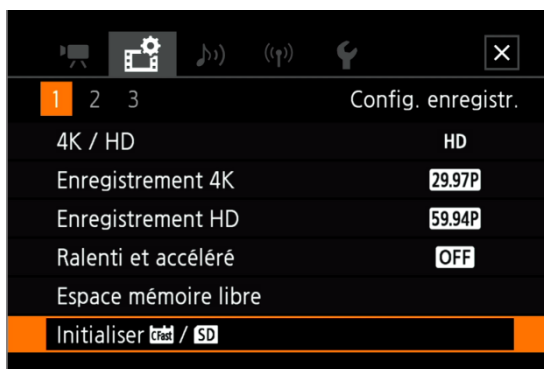 1 2 3 Config. enregistr.
4K / HD HD
Enregistrement 4K 29.97P
Enregistrement HD 59.94P
Ralenti et accéléré OFF
Espace mémoire libre
Initialiser CFast / SD